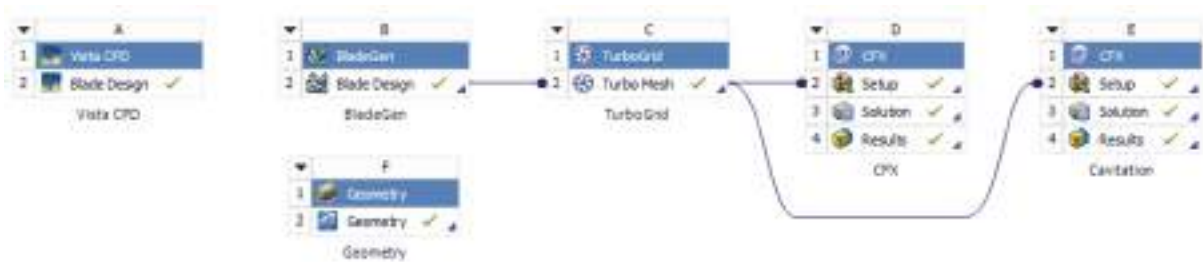 A
1 Vista CPD
2 Blade Design
Vista CPD
B
1 BladeGen
2 Blade Design
BladeGen
C
1 TurboGrid
2 Turbo Mesh
TurboGrid
D
1 CFX
2 Setup
3 Solution
4 Results
CFX
E
1 CFX
2 Setup
3 Solution
4 Results
Cavitation
F
1 Geometry
2 Geometry
Geometry